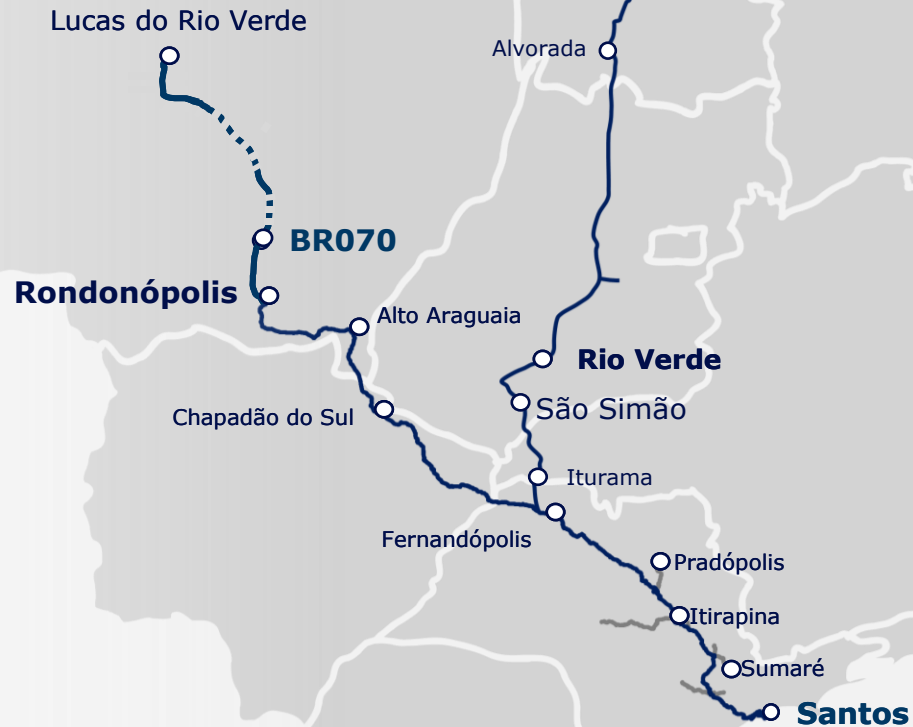 Lucas do Rio Verde
Alvorada
BR070
Rondonópolis
Alto Araguaia
Rio Verde
São Simão
Chapadão do Sul
Iturama
Fernandópolis
Pradópolis
Itirapina
Sumaré
Santos